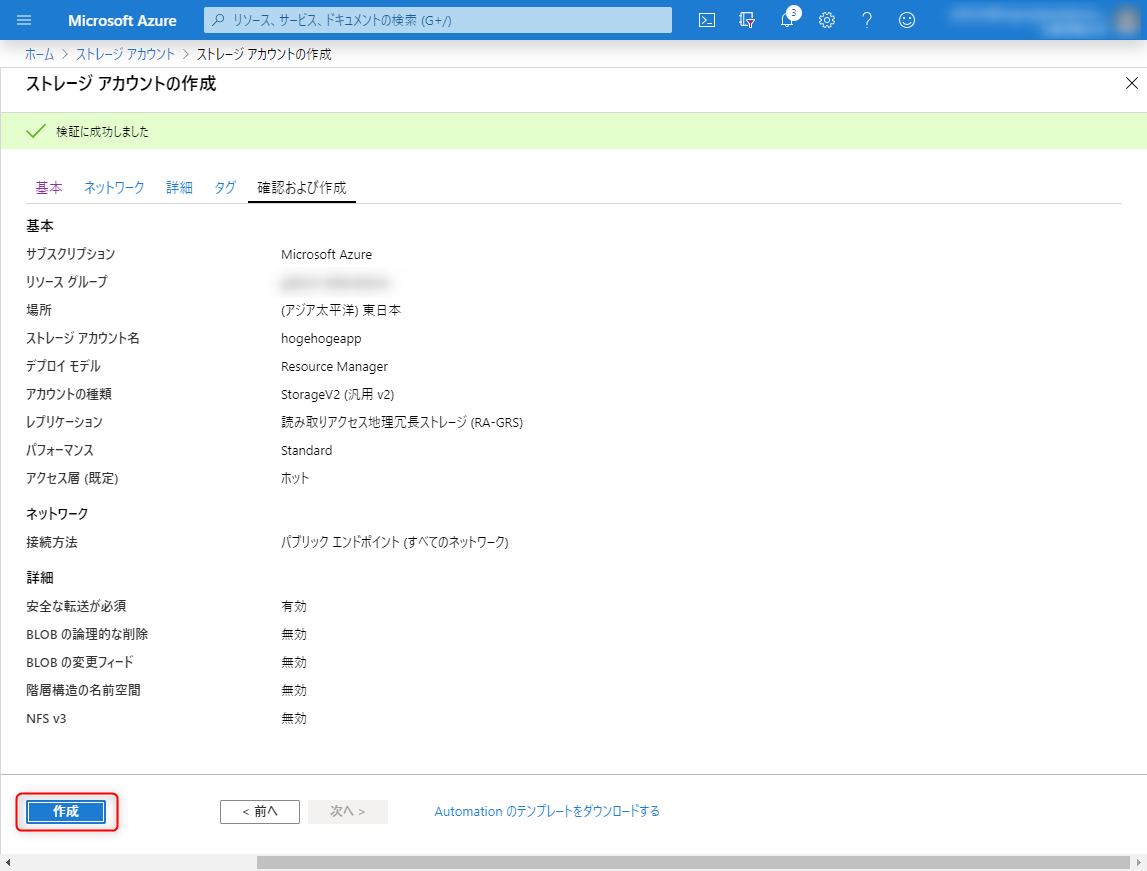 Microsoft Azure
リソース、サービス、ドキュメントの検索 (G+/)
3
ホーム > ストレージ アカウント > ストレージ アカウントの作成
ストレージ アカウントの作成
検証に成功しました
基本 ネットワーク 詳細 タグ 確認および作成
基本
サブスクリプション Microsoft Azure
リソース グループ
場所 (アジア太平洋) 東日本
ストレージ アカウント名 hogehogeapp
デプロイ モデル Resource Manager
アカウントの種類 StorageV2 (汎用 v2)
レプリケーション 読み取りアクセス地理冗長ストレージ (RA-GRS)
パフォーマンス Standard
アクセス層 (既定) ホット
ネットワーク
接続方法 パブリック エンドポイント (すべてのネットワーク)
詳細
安全な転送が必須 有効
BLOB の論理的な削除 無効
BLOB の変更フィード 無効
階層構造の名前空間 無効
NFS v3 無効
作成 < 前へ 次へ > Automation のテンプレートをダウンロードする